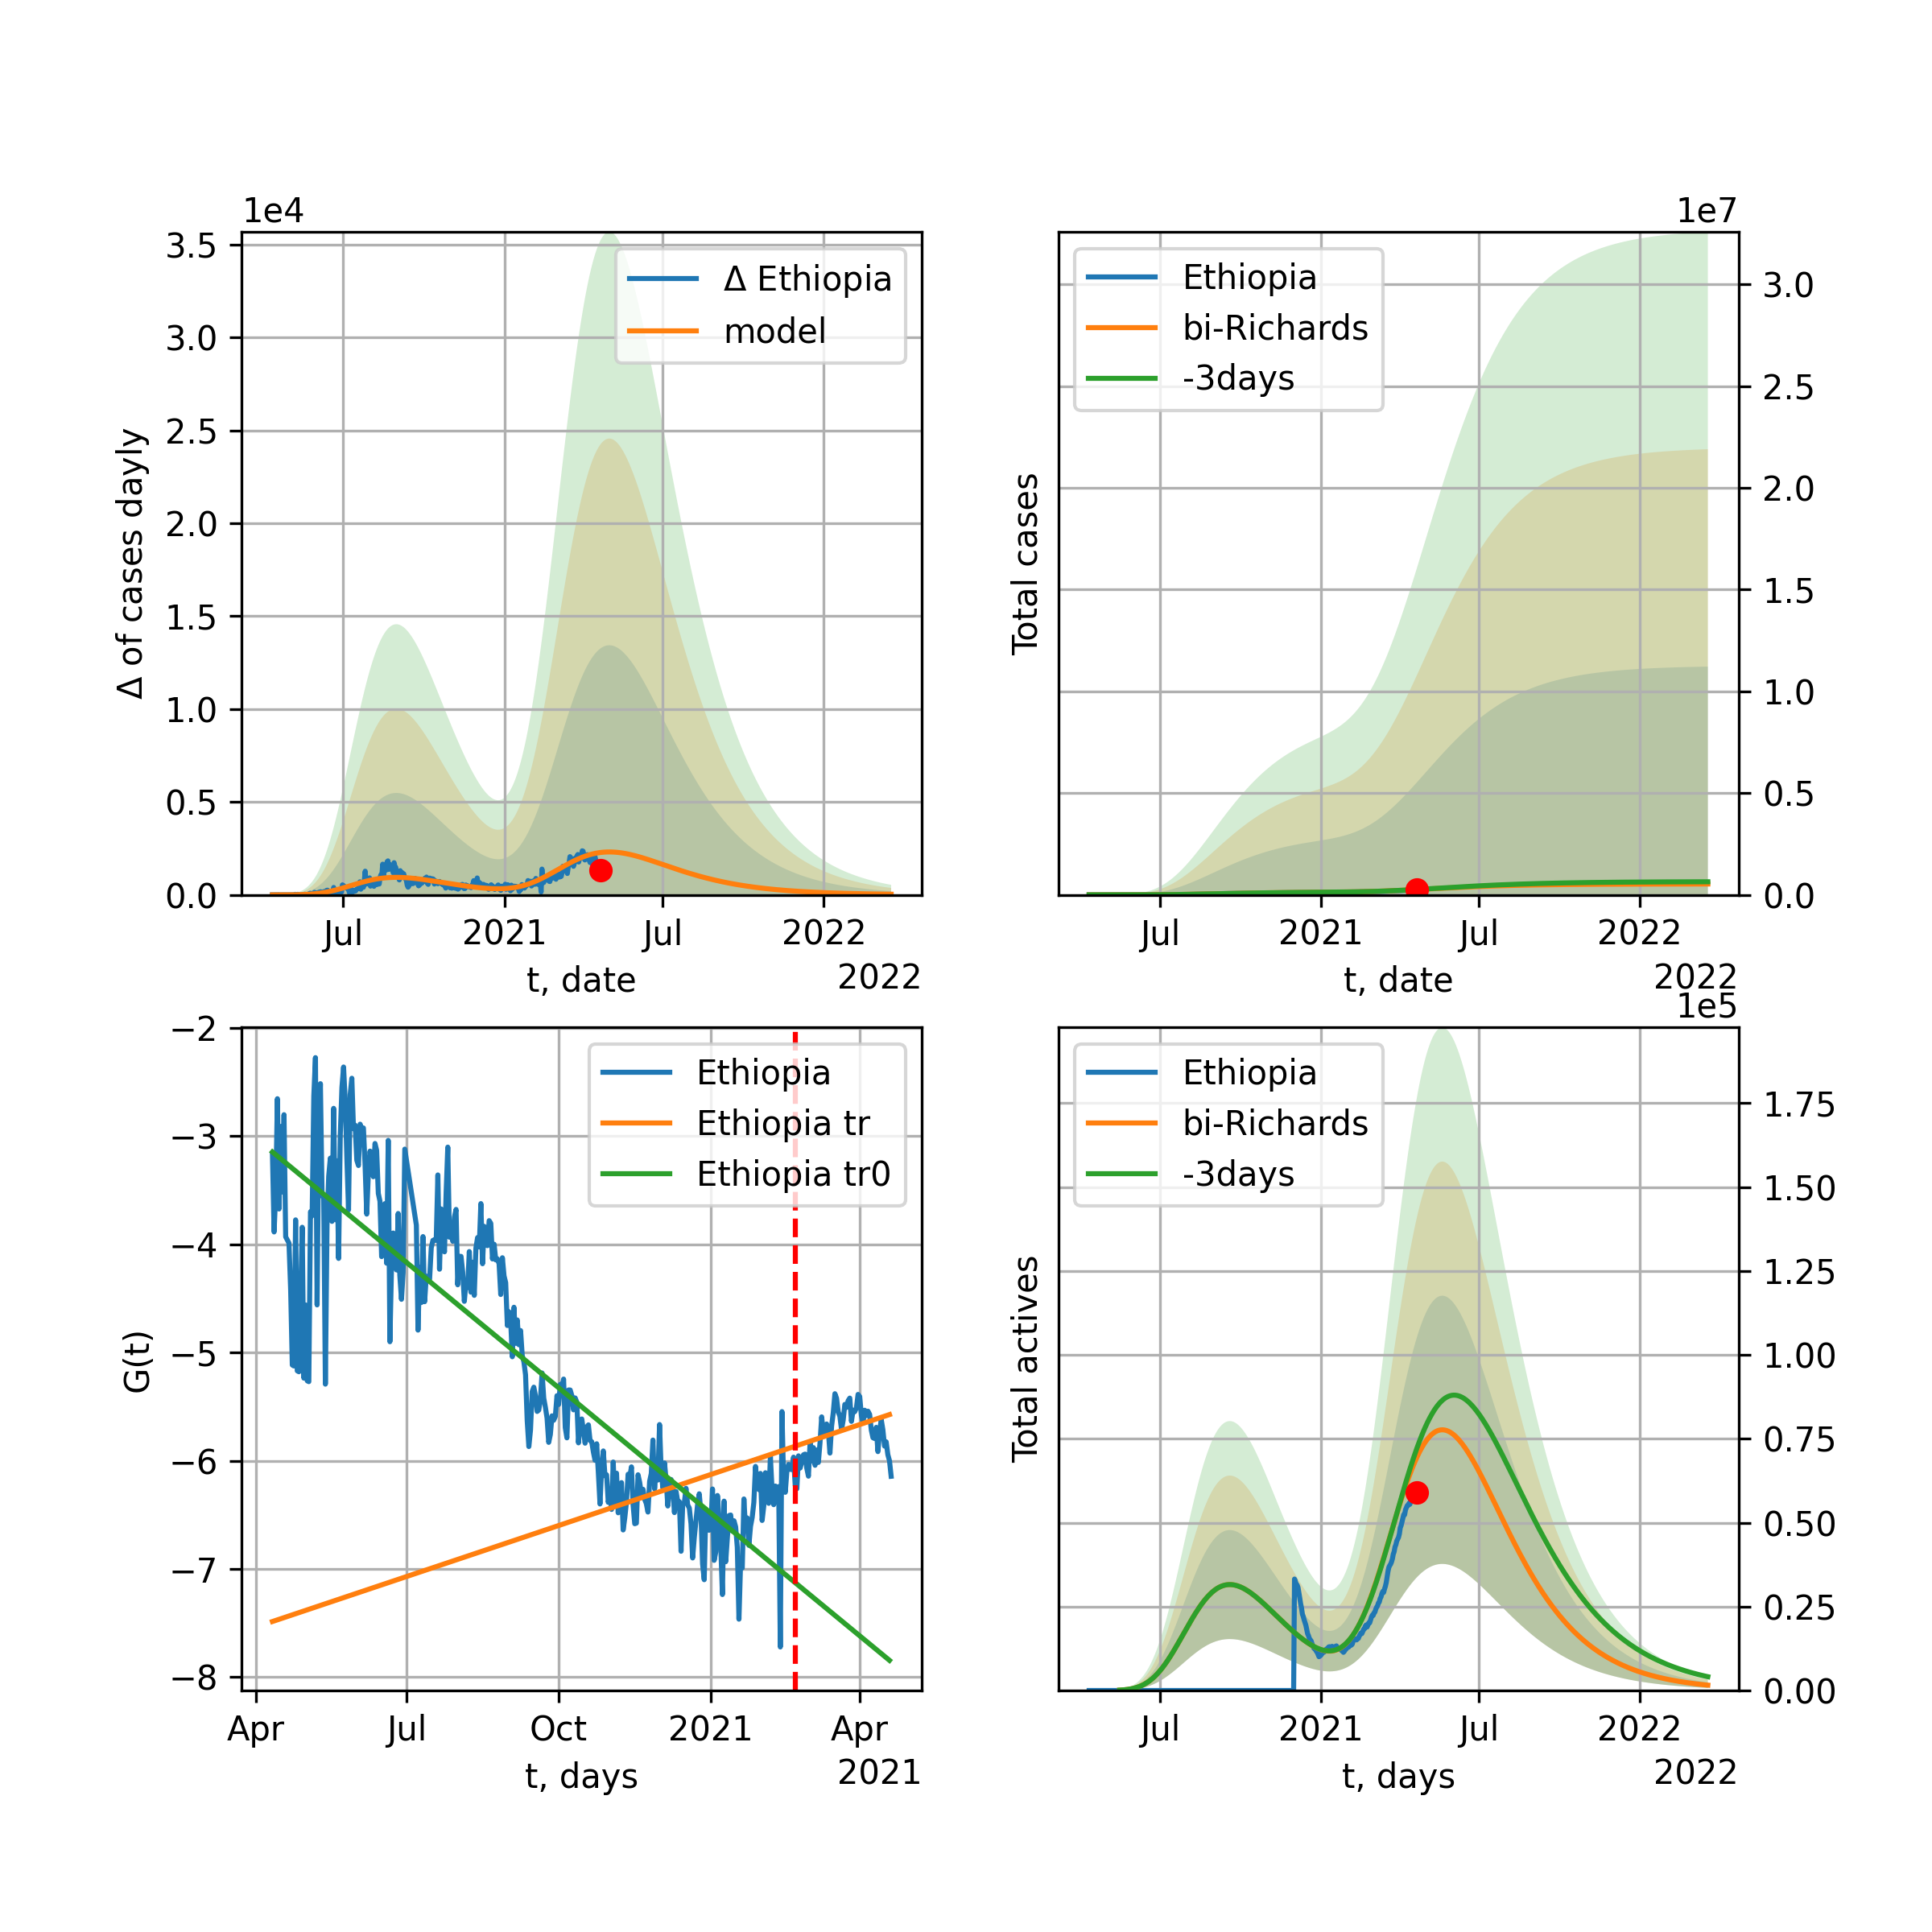 1e4
Δ of cases dayly
3.5
3.0
2.5
2.0
1.5
1.0
0.5
0.0
Δ Ethiopia
model
Jul 2021 Jul 2022
t, date
2022
1e7
Total cases
Ethiopia
bi-Richards
-3days
3.0
2.5
2.0
1.5
1.0
0.5
0.0
Jul 2021 Jul 2022
t, date
2022
G(t)
−2
−3
−4
−5
−6
−7
−8
Ethiopia
Ethiopia tr
Ethiopia tr0
Apr Jul Oct 2021 Apr
t, days
2021
1e5
Total actives
Ethiopia
bi-Richards
-3days
1.75
1.50
1.25
1.00
0.75
0.50
0.25
0.00
Jul 2021 Jul 2022
t, days
2022